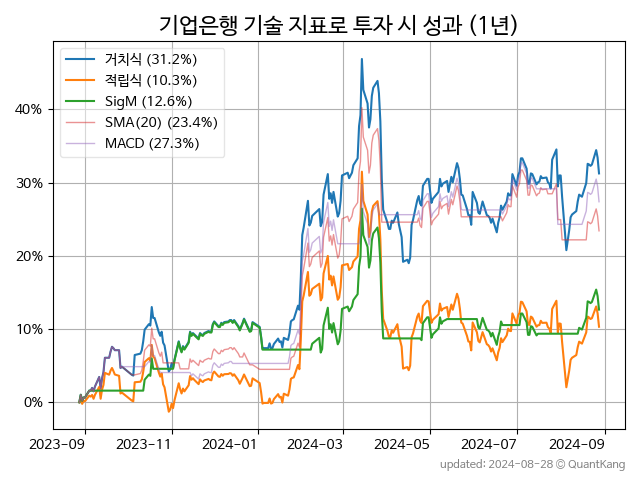 기업은행 기술 지표로 투자 시 성과 (1년)
거치식 (31.2%)
적립식 (10.3%)
SigM (12.6%)
SMA(20) (23.4%)
MACD (27.3%)
40%
30%
20%
10%
0%
2023-09 2023-11 2024-01 2024-03 2024-05 2024-07 2024-09
updated: 2024-08-28 © QuantKang